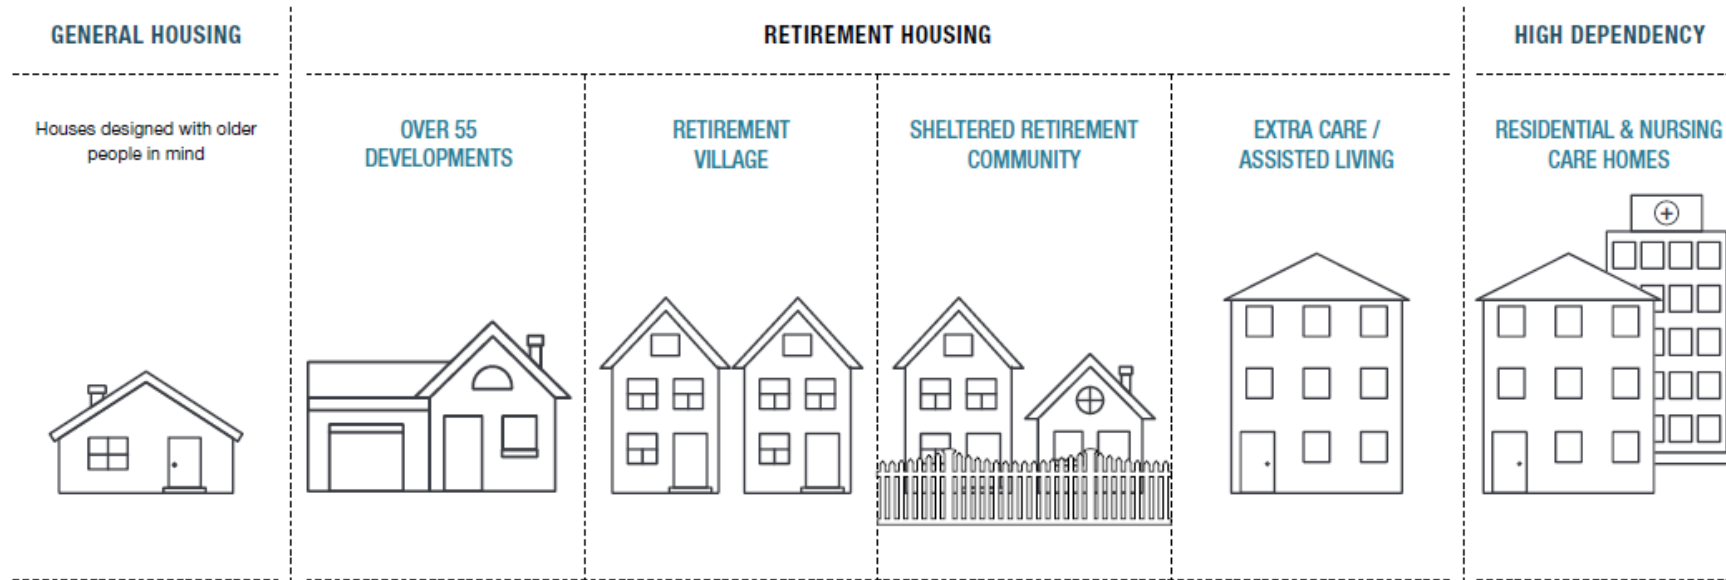 GENERAL HOUSING
RETIREMENT HOUSING
HIGH DEPENDENCY
Houses designed with older
people in mind
OVER 55
DEVELOPMENTS
RETIREMENT
VILLAGE
SHELTERED RETIREMENT
COMMUNITY
EXTRA CARE /
ASSISTED LIVING
RESIDENTIAL & NURSING
CARE HOMES